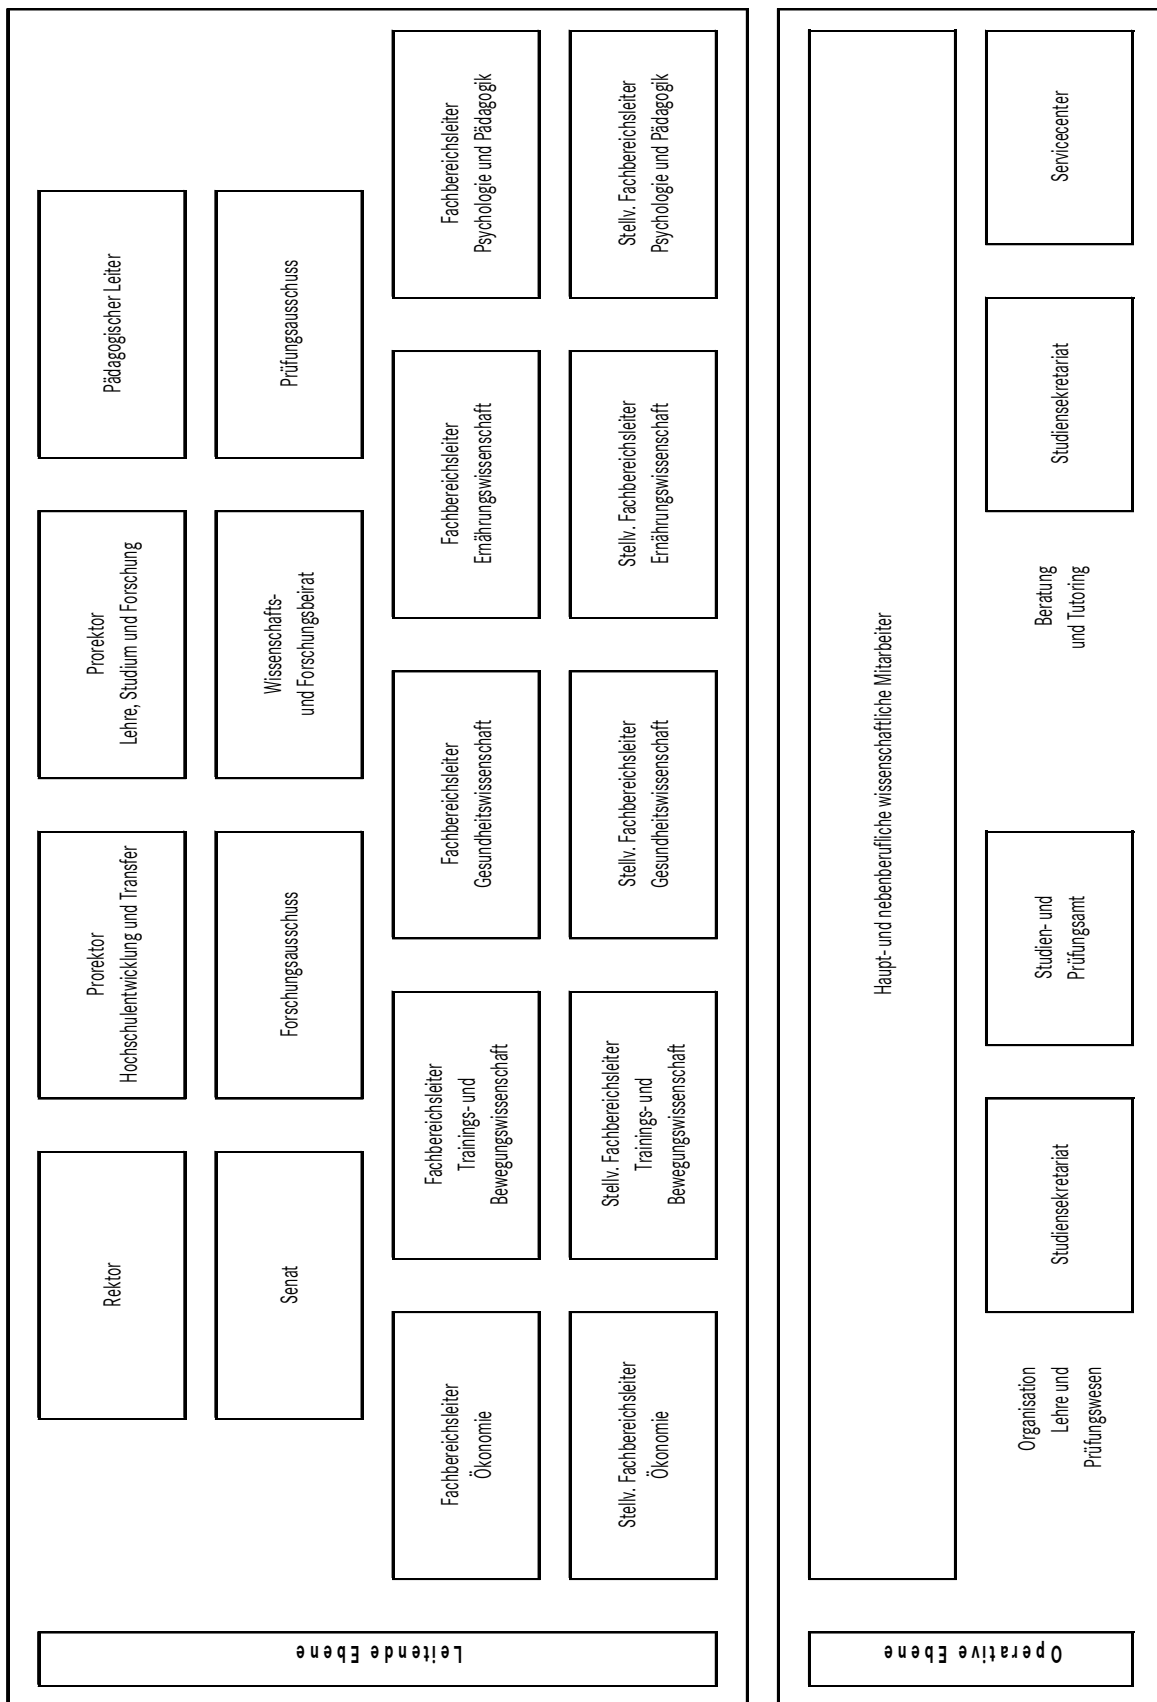 Leitende Ebene
Rektor
Prorektor
Hochschulentwicklung und Transfer
Prorektor
Lehre, Studium und Forschung
Pädagogischer Leiter
Senat
Forschungsausschuss
Wissenschafts-
und Forschungsbeirat
Prüfungsausschuss
Fachbereichsleiter
Ökonomie
Fachbereichsleiter
Trainings- und
Bewegungswissenschaft
Fachbereichsleiter
Gesundheitswissenschaft
Fachbereichsleiter
Ernährungswissenschaft
Fachbereichsleiter
Psychologie und Pädagogik
Stellv. Fachbereichsleiter
Ökonomie
Stellv. Fachbereichsleiter
Trainings- und
Bewegungswissenschaft
Stellv. Fachbereichsleiter
Gesundheitswissenschaft
Stellv. Fachbereichsleiter
Ernährungswissenschaft
Stellv. Fachbereichsleiter
Psychologie und Pädagogik
Operative Ebene
Haupt- und nebenberufliche wissenschaftliche Mitarbeiter
Organisation
Lehre und
Prüfungswesen
Studiensekretariat
Studien- und
Prüfungsamt
Beratung
und Tutoring
Studiensekretariat
Servicecenter